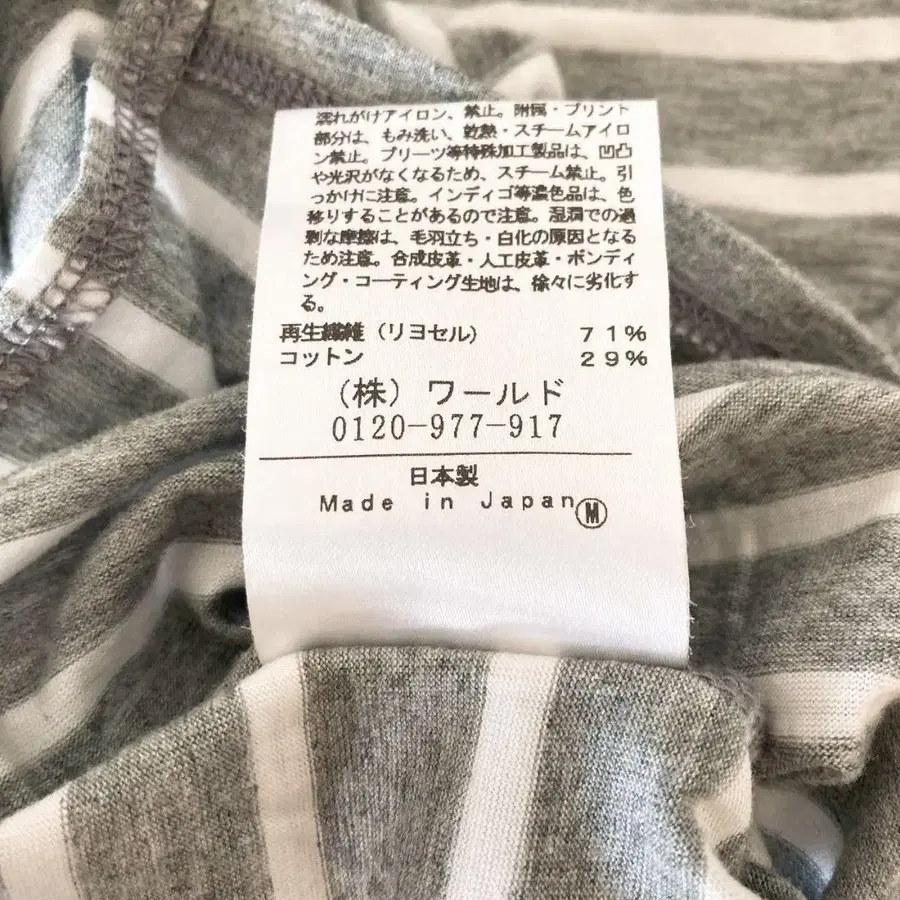 濡れがけアイロン、禁止。附属・プリント
部分は、もみ洗い、乾熱・スチームアイロ
ン禁止。プリーツ等特殊加工製品は、凹凸
や光沢がなくなるため、スチーム禁止。引
っかけに注意。インディゴ等濃色品は、色
移りすることがあるので注意。湿潤での過
剰な摩擦は、毛羽立ち・白化の原因となる
ため注意。合成皮革・人工皮革・ボンディ
ング・コーティング生地は、徐々に劣化す
る。
再生繊維（リヨセル） 71%
コットン 29%
（株）ワールド
0120-977-917
日本製
Made in Japan Ⓜ